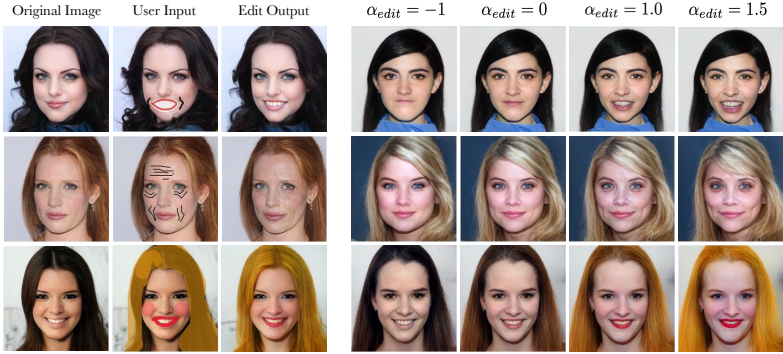 Original Image User Input Edit Output α_edit = −1 α_edit = 0 α_edit = 1.0 α_edit = 1.5